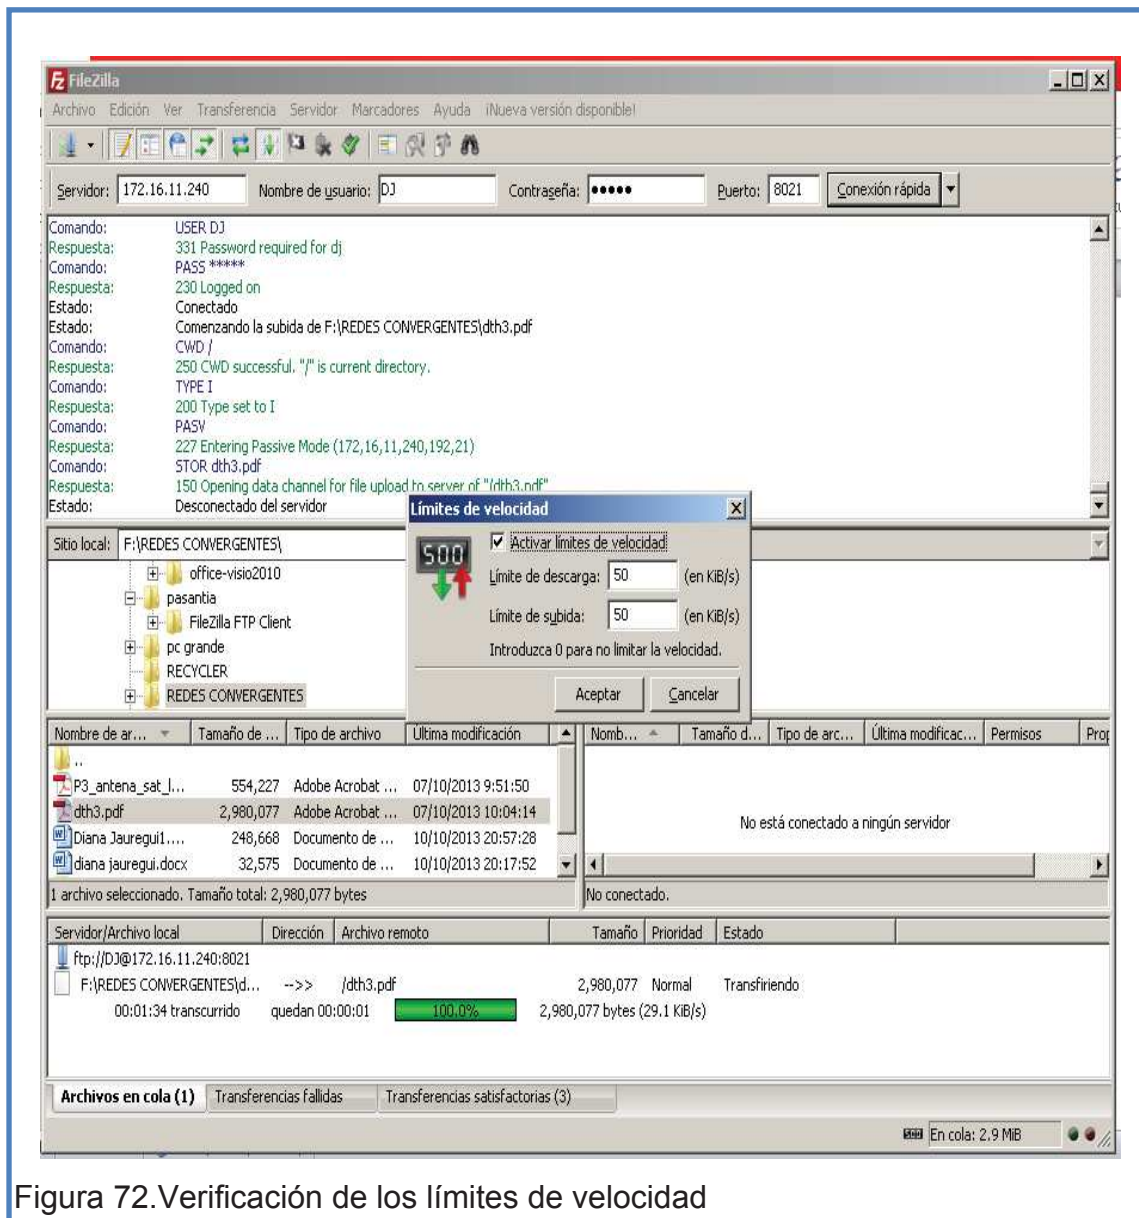 FileZilla
Archivo Edición Ver Transferencia Servidor Marcadores Ayuda ¡Nueva versión disponible!
Servidor: 172.16.11.240 Nombre de usuario: DJ Contraseña: ●●●●● Puerto: 8021 Conexión rápida
Comando: USER DJ
Respuesta: 331 Password required for dj
Comando: PASS *****
Respuesta: 230 Logged on
Estado: Conectado
Estado: Comenzando la subida de F:\REDES CONVERGENTES\dth3.pdf
Comando: CWD /
Respuesta: 250 CWD successful. "/" is current directory.
Comando: TYPE I
Respuesta: 200 Type set to I
Comando: PASV
Respuesta: 227 Entering Passive Mode (172,16,11,240,192,21)
Comando: STOR dth3.pdf
Respuesta: 150 Opening data channel for file upload to server of "/dth3.pdf"
Estado: Desconectado del servidor
Límites de velocidad
500
Activar límites de velocidad
Límite de descarga: 50 (en KiB/s)
Límite de subida: 50 (en KiB/s)
Introduzca 0 para no limitar la velocidad.
Aceptar Cancelar
Sitio local: F:\REDES CONVERGENTES\
office-visio2010
pasantia
FileZilla FTP Client
pc grande
RECYCLER
REDES CONVERGENTES
Nombre de ar... Tamaño de ... Tipo de archivo Última modificación
..
P3_antena_sat_l... 554,227 Adobe Acrobat ... 07/10/2013 9:51:50
dth3.pdf 2,980,077 Adobe Acrobat ... 07/10/2013 10:04:14
Diana Jauregui1.... 248,668 Documento de ... 10/10/2013 20:57:28
diana jauregui.docx 32,575 Documento de ... 10/10/2013 20:17:52
1 archivo seleccionado. Tamaño total: 2,980,077 bytes
Nomb... Tamaño d... Tipo de arc... Última modificac... Permisos Prop
No está conectado a ningún servidor
No conectado.
Servidor/Archivo local Dirección Archivo remoto Tamaño Prioridad Estado
ftp://DJ@172.16.11.240:8021
F:\REDES CONVERGENTES\d... -->> /dth3.pdf 2,980,077 Normal Transfiriendo
00:01:34 transcurrido quedan 00:00:01 100.0% 2,980,077 bytes (29.1 KiB/s)
Archivos en cola (1) Transferencias fallidas Transferencias satisfactorias (3)
En cola: 2.9 MiB
Figura 72.Verificación de los límites de velocidad